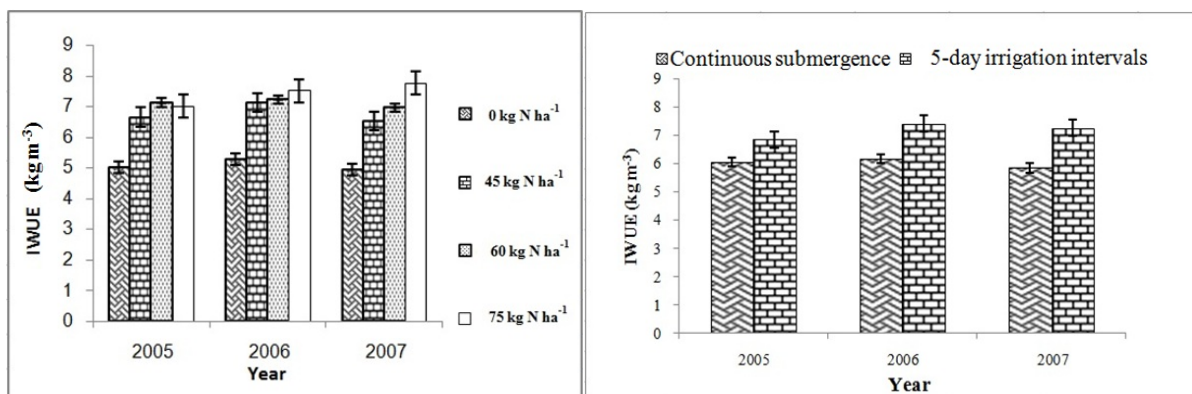 9
8
7
6
5
4
3
2
1
0
IWUE (kg m⁻³)
2005 2006 2007
Year
0 kg N ha⁻¹
45 kg N ha⁻¹
60 kg N ha⁻¹
75 kg N ha⁻¹
Continuous submergence 5-day irrigation intervals
9
8
7
6
5
4
3
2
1
0
IWUE (kg m⁻³)
2005 2006 2007
Year